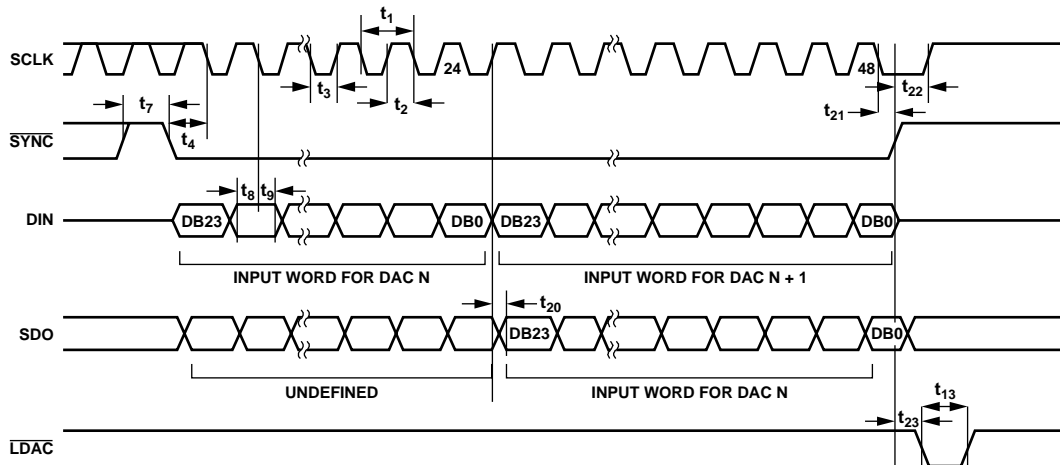 t1
SCLK
24
48
t3
t2
t22
t7
t21
t4
SYNC
t8 t9
DIN
DB23
DB0
DB23
DB0
INPUT WORD FOR DAC N
INPUT WORD FOR DAC N + 1
t20
SDO
DB23
DB0
UNDEFINED
INPUT WORD FOR DAC N
t13
t23
LDAC